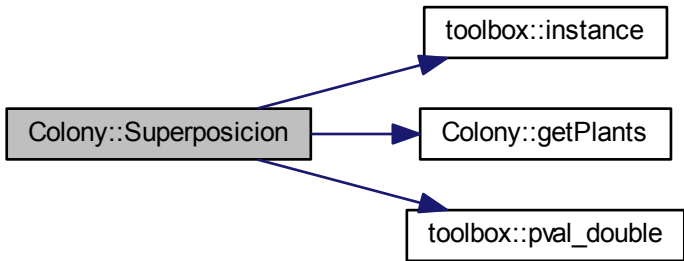 toolbox::instance
Colony::Superposicion
Colony::getPlants
toolbox::pval_double